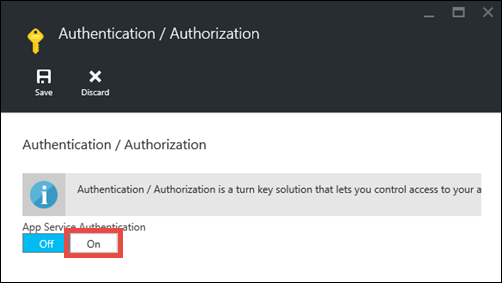 Authentication / Authorization
Save Discard
Authentication / Authorization
Authentication / Authorization is a turn key solution that lets you control access to your a
App Service Authentication
Off On